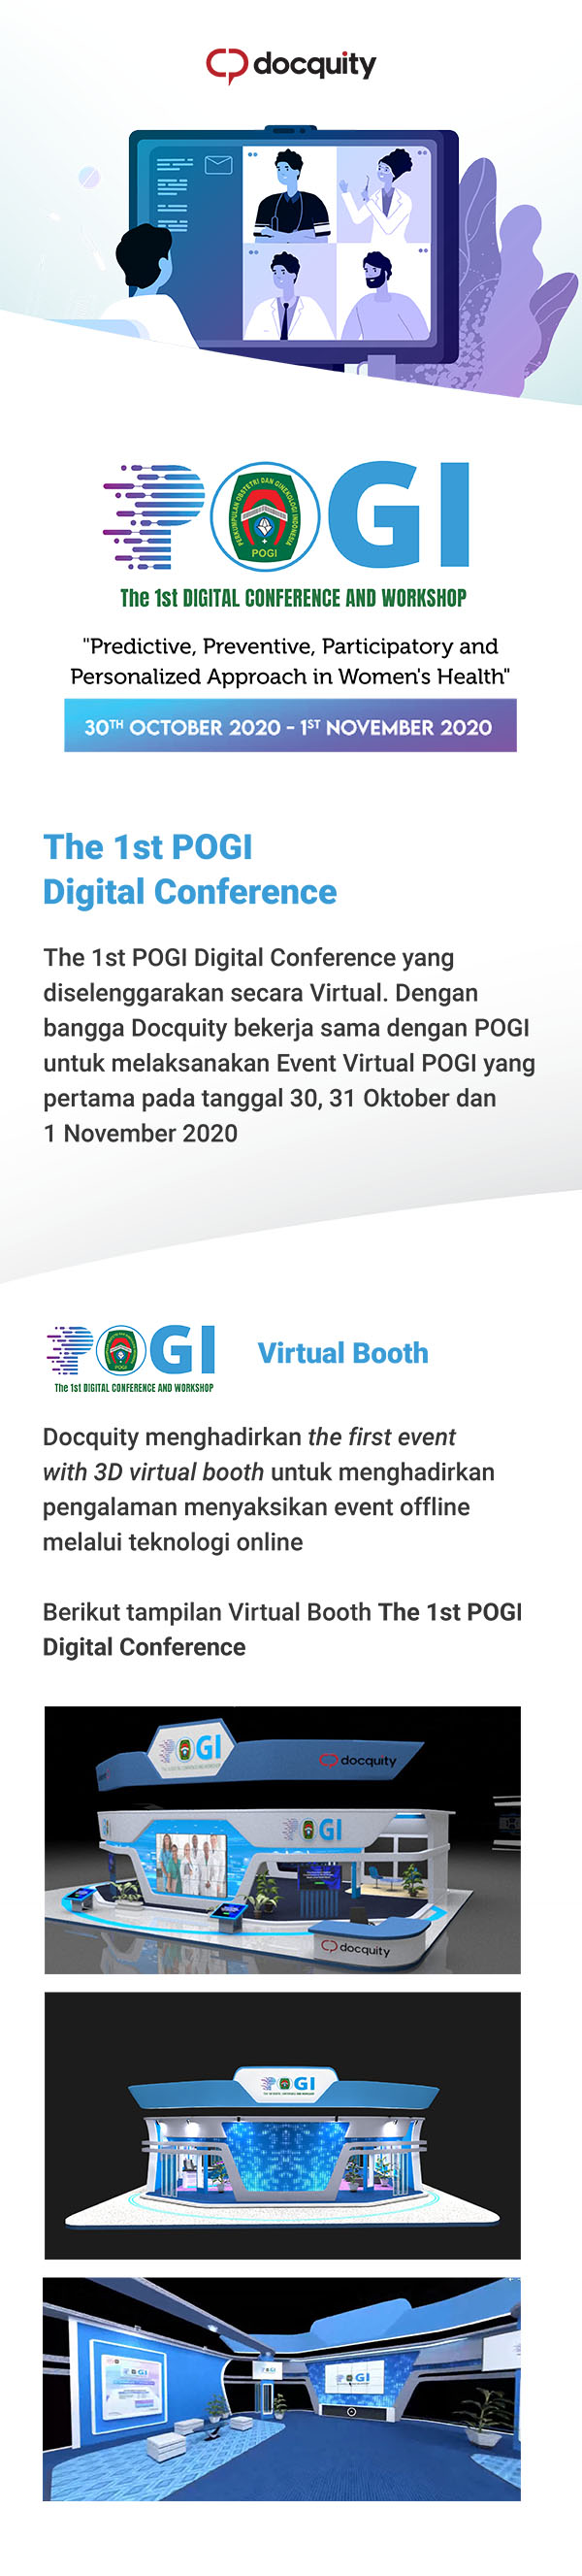 docquity
POGI
PERKUMPULAN OBSTETRI DAN GINEKOLOGI INDONESIA
POGI
The 1st DIGITAL CONFERENCE AND WORKSHOP
"Predictive, Preventive, Participatory and
Personalized Approach in Women's Health"
30TH OCTOBER 2020 - 1ST NOVEMBER 2020
The 1st POGI
Digital Conference
The 1st POGI Digital Conference yang
diselenggarakan secara Virtual. Dengan
bangga Docquity bekerja sama dengan POGI
untuk melaksanakan Event Virtual POGI yang
pertama pada tanggal 30, 31 Oktober dan
1 November 2020
POGI
The 1st DIGITAL CONFERENCE AND WORKSHOP
Virtual Booth
Docquity menghadirkan the first event
with 3D virtual booth untuk menghadirkan
pengalaman menyaksikan event offline
melalui teknologi online
Berikut tampilan Virtual Booth The 1st POGI
Digital Conference
POGI
docquity
POGI
docquity
POGI
POGI
POGI
POGI